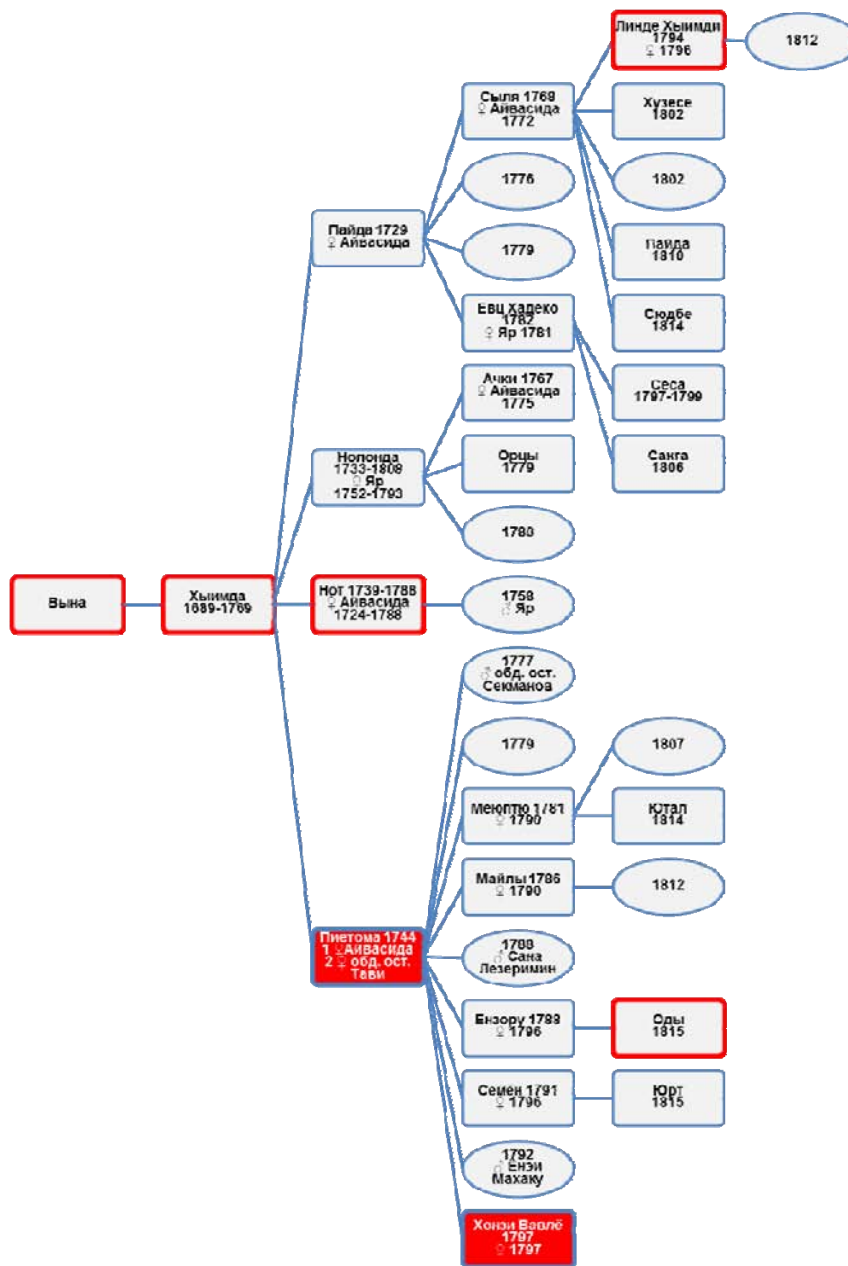 Линде Хыимди
1794
♀ 1796
1812
Сыля 1769
♀ Айвасида
1772
Хузесе
1802
1776
1802
Пайда 1729
♀ Айвасида
1779
Пайда
1810
Евц Хадеко
1782
♀ Яр 1781
Сюдбе
1814
Ачки 1767
♀ Айвасида
1775
Сеса
1797-1799
Нопонда
1733-1808
♀ Яр
1752-1793
Орцы
1779
Санга
1806
1780
Вына
Хыимда
1689-1769
Нот 1739-1788
♀ Айвасида
1724-1788
1758
♂ Яр
1777
♂ обд. ост.
Секманов
1779
1807
Меюптю 1781
♀ 1790
Ютал
1814
Майлы 1786
♀ 1790
1812
Пиетома 1744
1 ♀Айвасида
2 ♀ обд. ост.
Тави
1788
♂ Сана
Лезеримин
Ензору 1788
♀ 1796
Оды
1815
Семен 1791
♀ 1796
Юрт
1815
1792
♂ Ёнзи
Махаку
Хонзи Вавлё
1797
♀ 1797